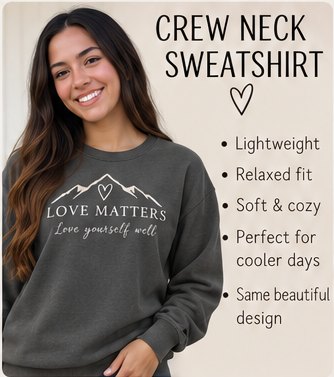 CREW NECK
SWEATSHIRT
• Lightweight
• Relaxed fit
• Soft & cozy
• Perfect for
cooler days
• Same beautiful
design
LOVE MATTERS
Love yourself well